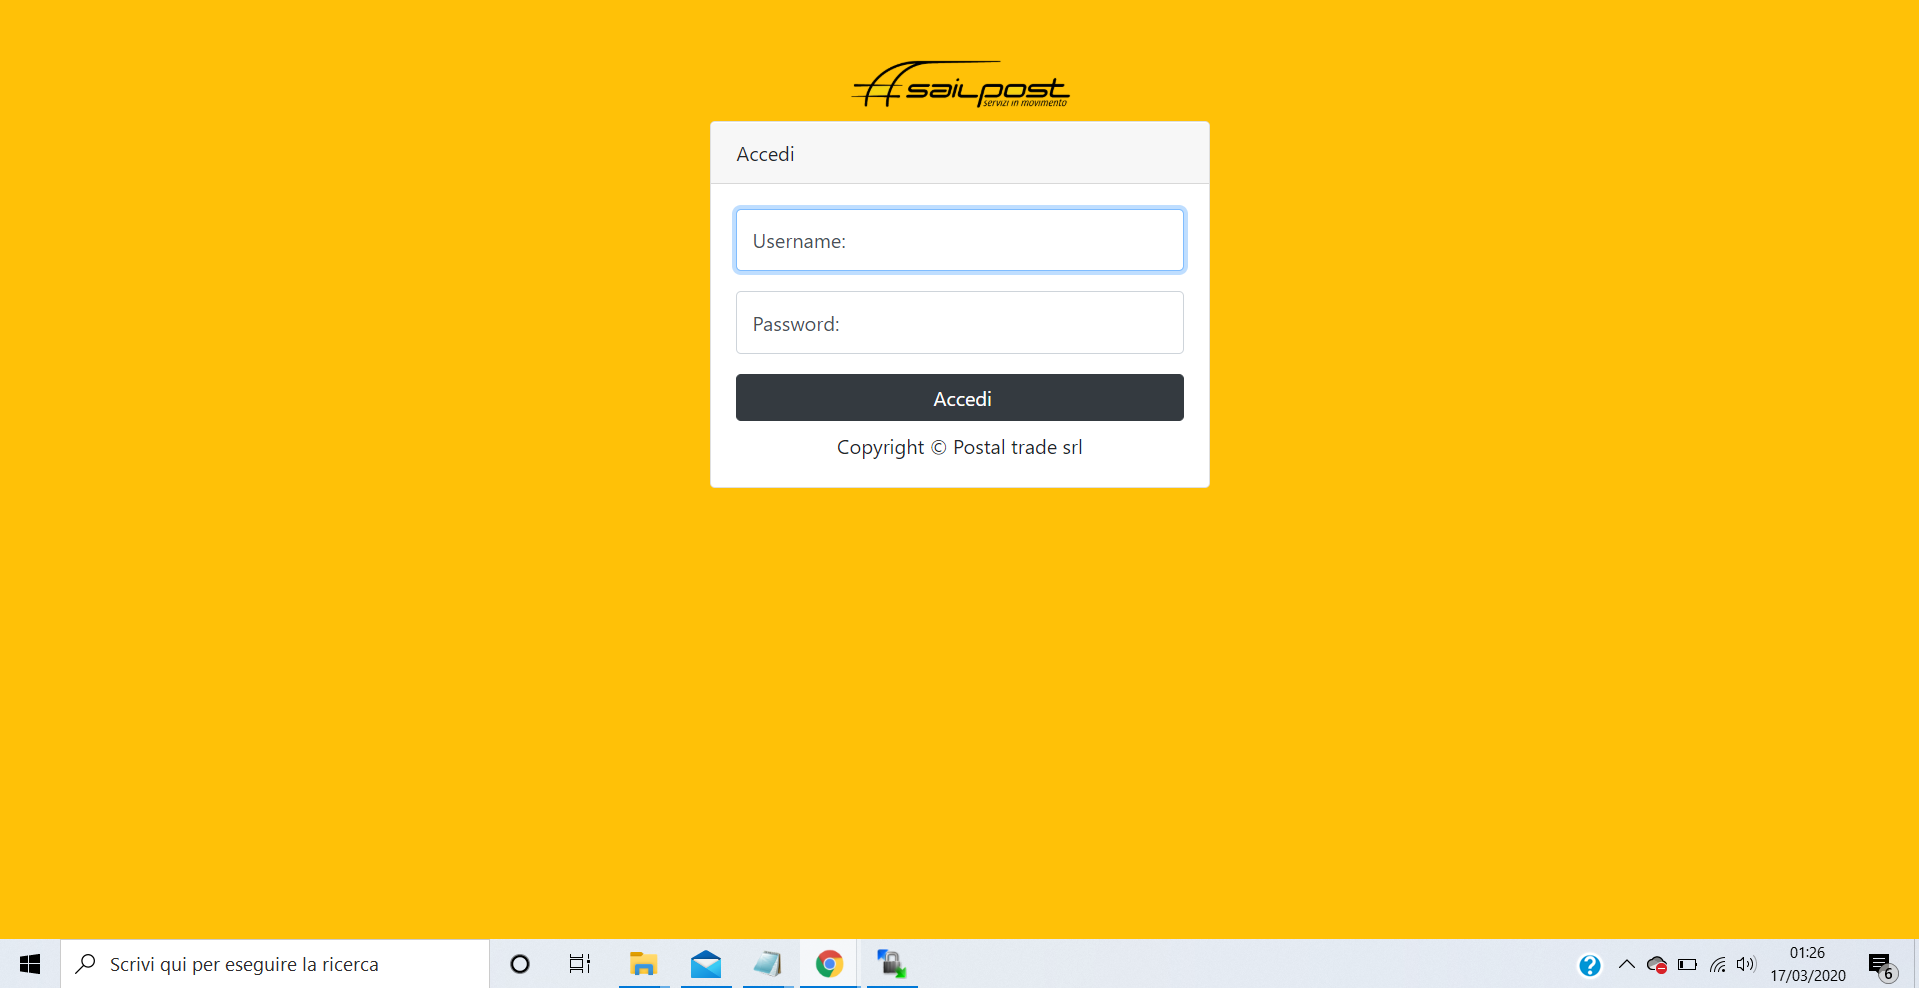 sailpost
servizi in movimento
Accedi
Username:
Password:
Accedi
Copyright © Postal trade srl
Scrivi qui per eseguire la ricerca
01:26
17/03/2020
6